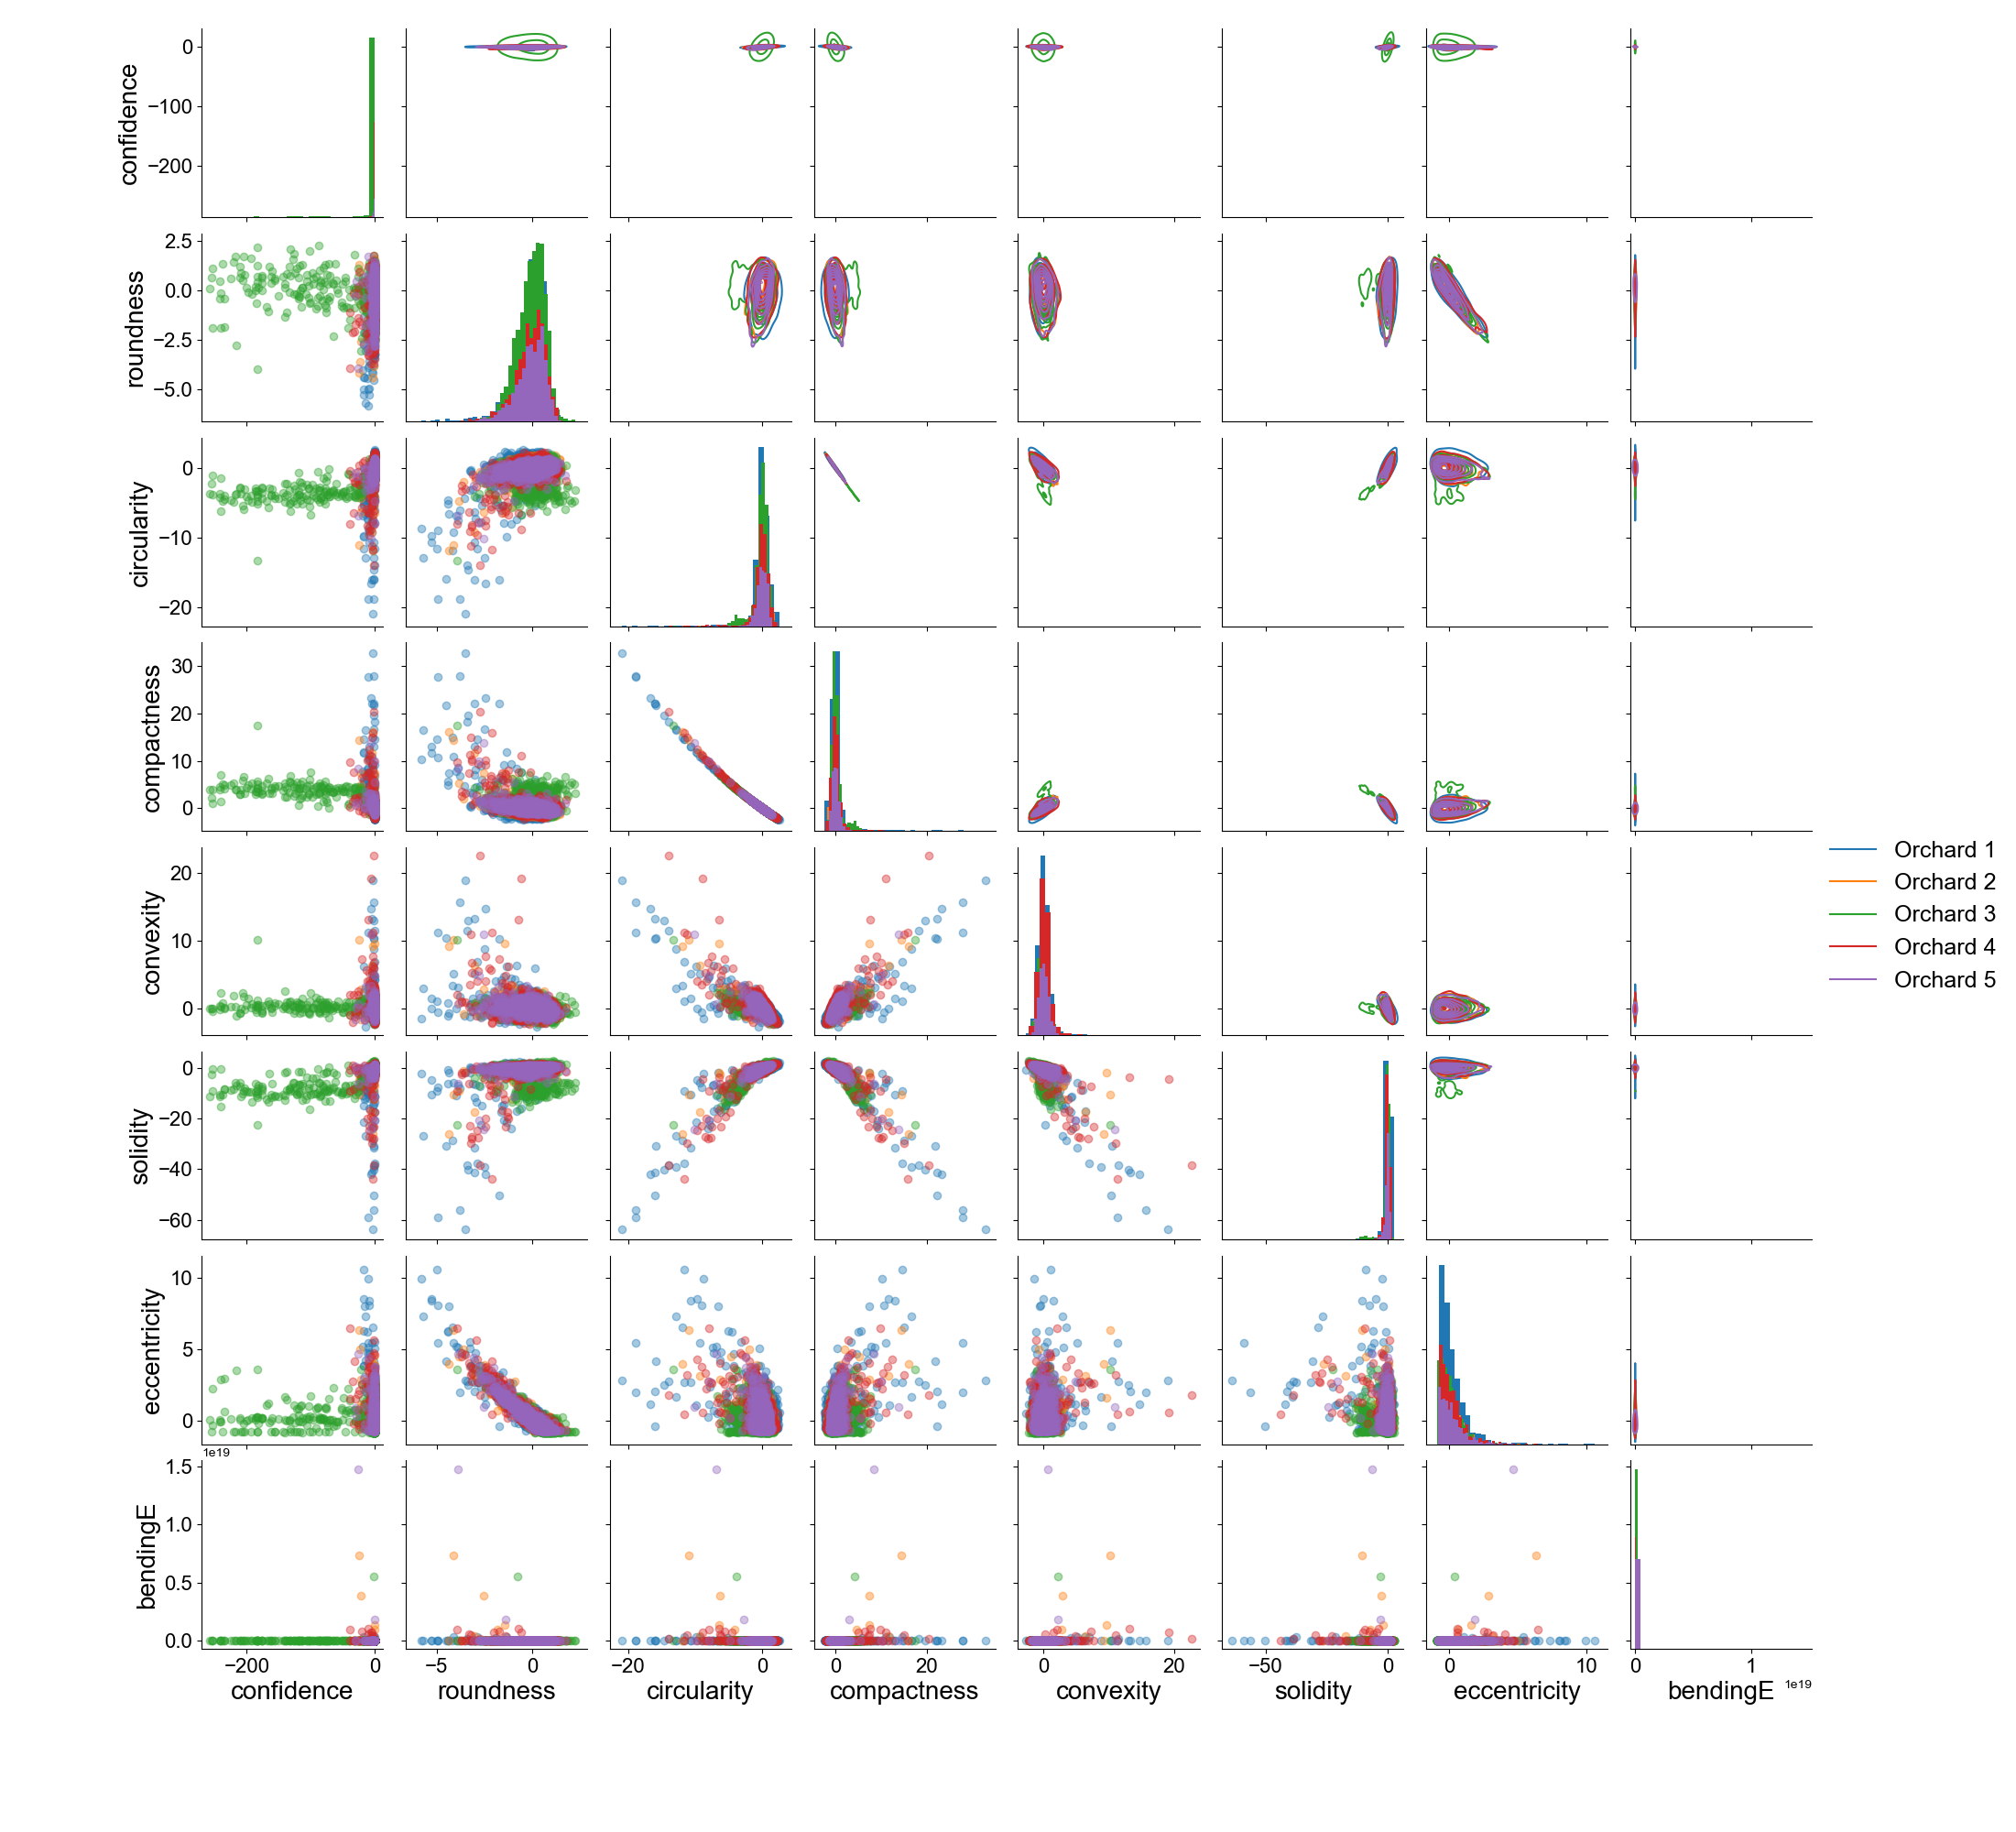 confidence
0
−100
−200
roundness
2.5
0.0
−2.5
−5.0
circularity
0
−10
−20
compactness
30
20
10
0
convexity
20
10
0
Orchard 1
Orchard 2
Orchard 3
Orchard 4
Orchard 5
solidity
0
−20
−40
−60
eccentricity
10
5
0
1e19
bendingE
1.5
1.0
0.5
0.0
−200 0 −5 0 −20 0 0 20 0 20 −50 0 0 10 0 1
confidence roundness circularity compactness convexity solidity eccentricity bendingE 1e19